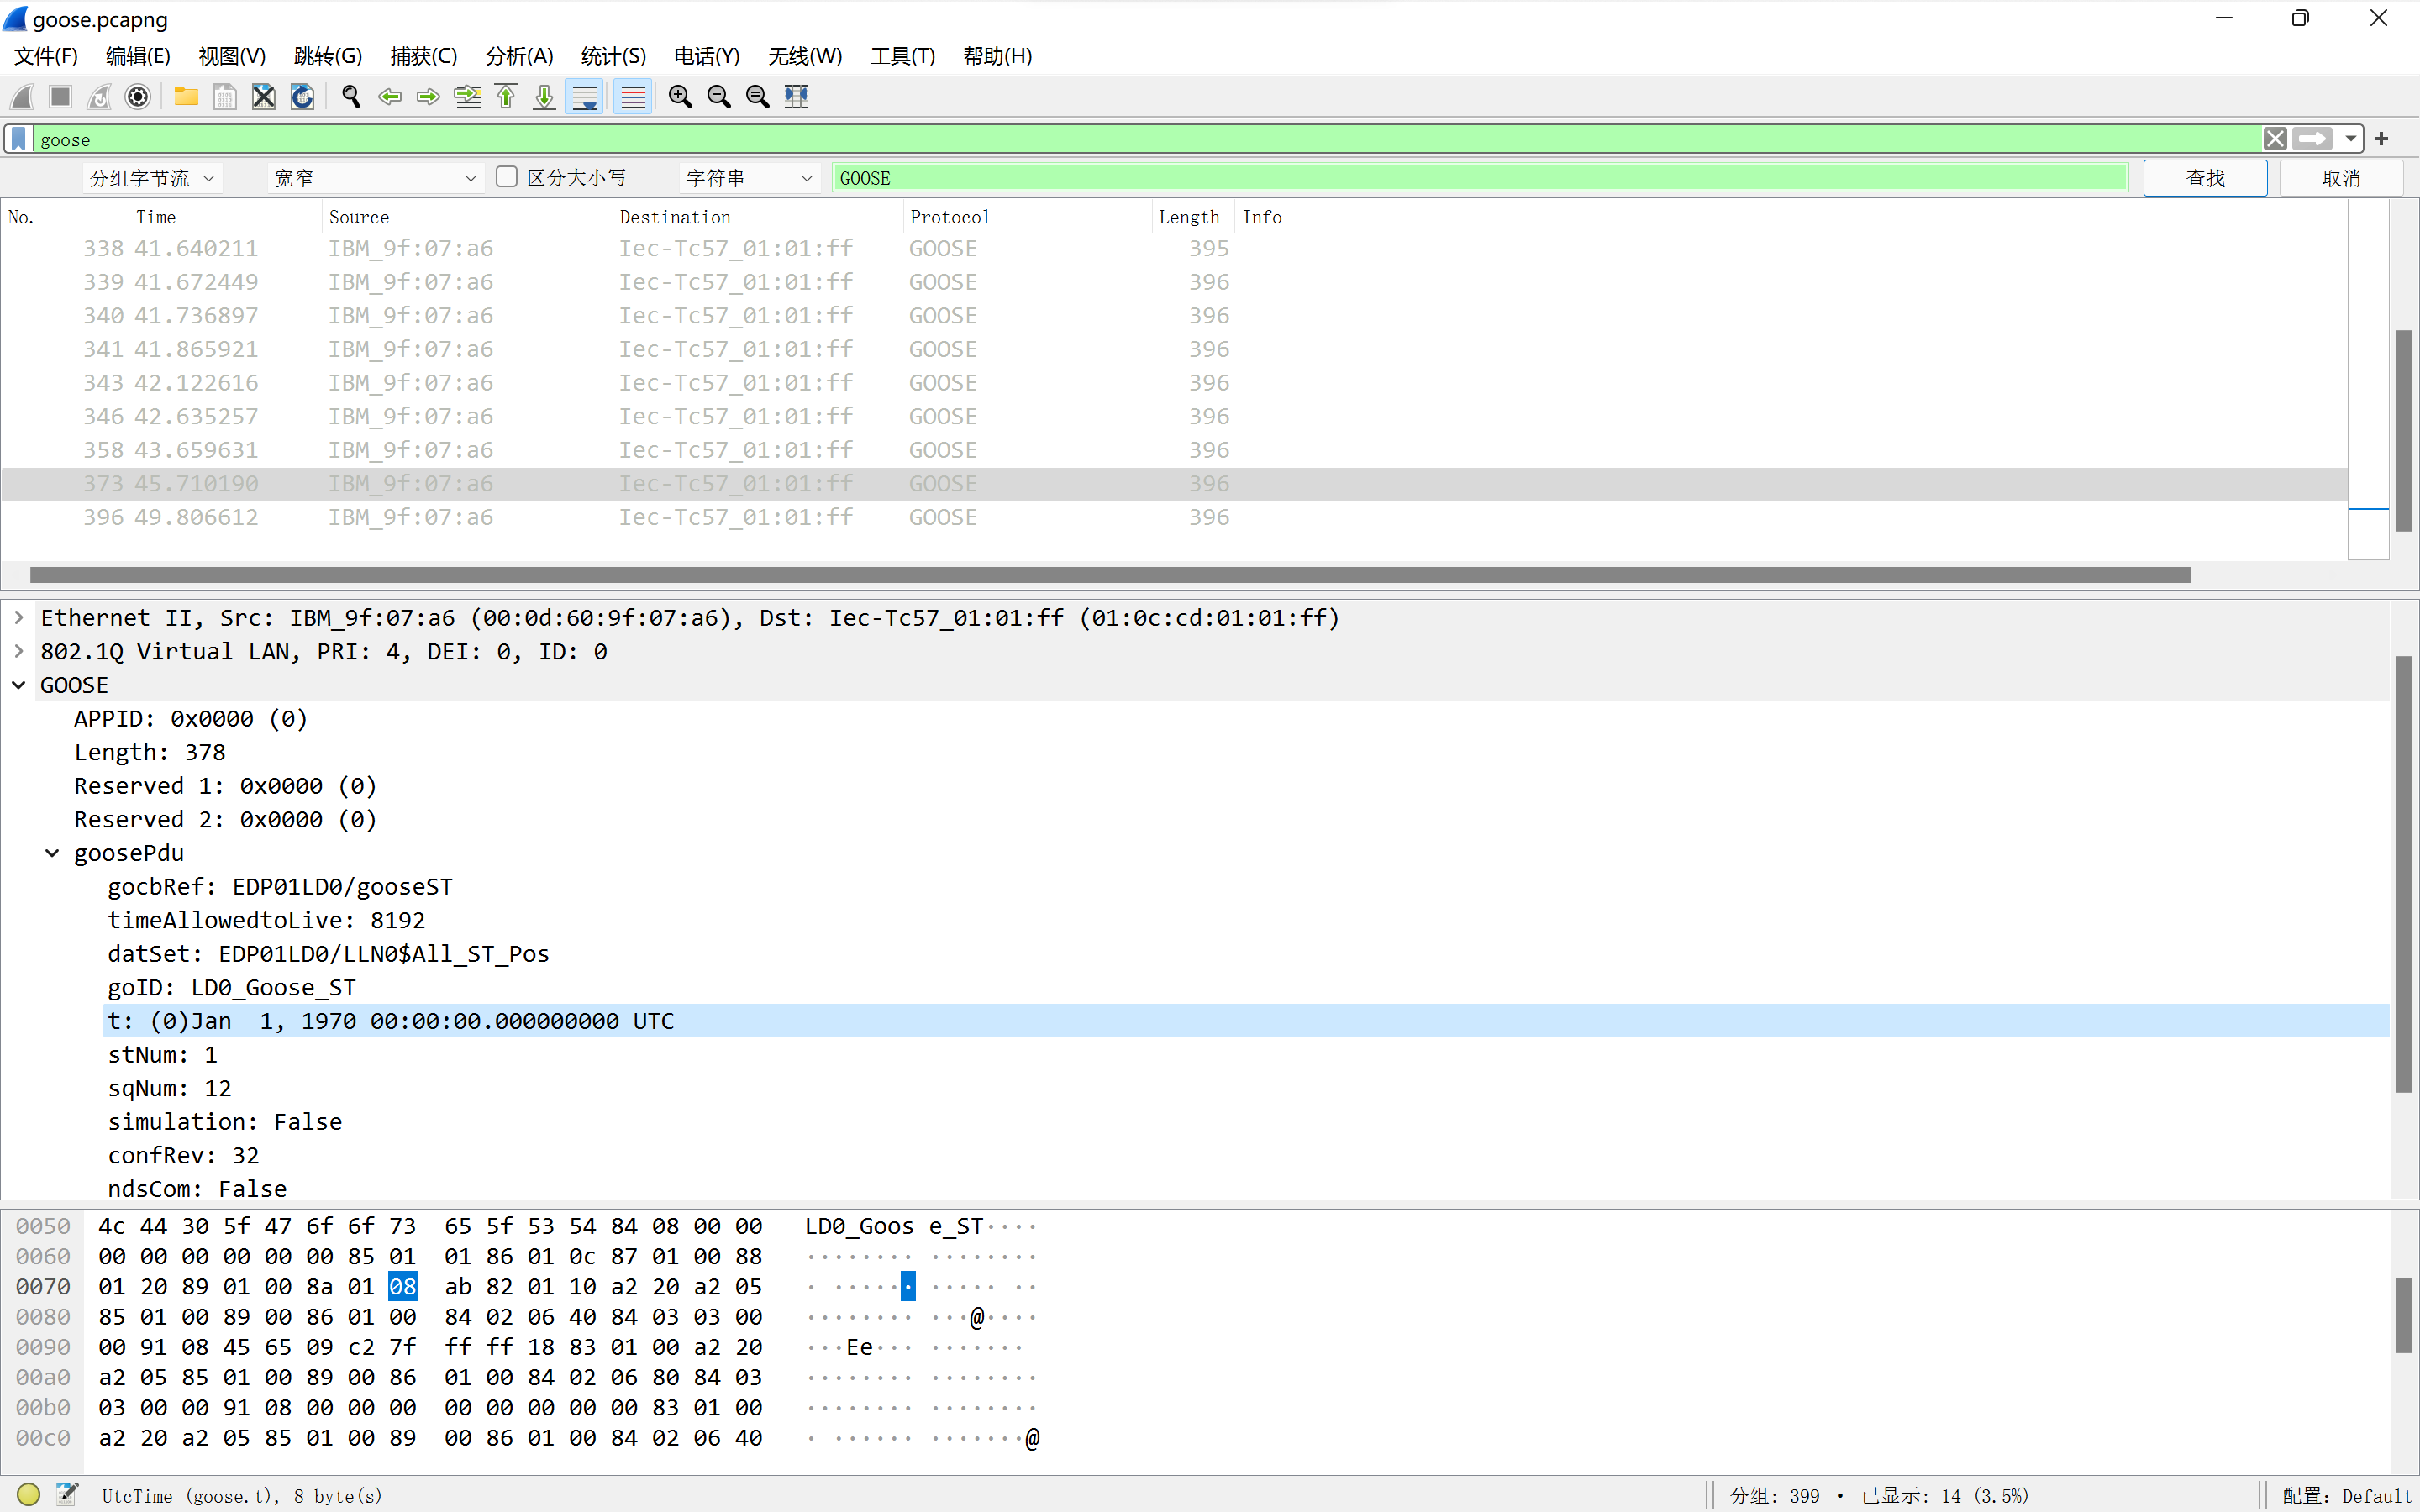 goose.pcapng
文件(F) 编辑(E) 视图(V) 跳转(G) 捕获(C) 分析(A) 统计(S) 电话(Y) 无线(W) 工具(T) 帮助(H)
goose
分组字节流 宽窄 区分大小写 字符串 GOOSE 查找 取消
No. Time Source Destination Protocol Length Info
338 41.640211 IBM_9f:07:a6 Iec-Tc57_01:01:ff GOOSE 395
339 41.672449 IBM_9f:07:a6 Iec-Tc57_01:01:ff GOOSE 396
340 41.736897 IBM_9f:07:a6 Iec-Tc57_01:01:ff GOOSE 396
341 41.865921 IBM_9f:07:a6 Iec-Tc57_01:01:ff GOOSE 396
343 42.122616 IBM_9f:07:a6 Iec-Tc57_01:01:ff GOOSE 396
346 42.635257 IBM_9f:07:a6 Iec-Tc57_01:01:ff GOOSE 396
358 43.659631 IBM_9f:07:a6 Iec-Tc57_01:01:ff GOOSE 396
373 45.710190 IBM_9f:07:a6 Iec-Tc57_01:01:ff GOOSE 396
396 49.806612 IBM_9f:07:a6 Iec-Tc57_01:01:ff GOOSE 396
Ethernet II, Src: IBM_9f:07:a6 (00:0d:60:9f:07:a6), Dst: Iec-Tc57_01:01:ff (01:0c:cd:01:01:ff)
802.1Q Virtual LAN, PRI: 4, DEI: 0, ID: 0
GOOSE
APPID: 0x0000 (0)
Length: 378
Reserved 1: 0x0000 (0)
Reserved 2: 0x0000 (0)
goosePdu
gocbRef: EDP01LD0/gooseST
timeAllowedtoLive: 8192
datSet: EDP01LD0/LLN0$All_ST_Pos
goID: LD0_Goose_ST
t: (0)Jan  1, 1970 00:00:00.000000000 UTC
stNum: 1
sqNum: 12
simulation: False
confRev: 32
ndsCom: False
0050 4c 44 30 5f 47 6f 6f 73 65 5f 53 54 84 08 00 00 LD0_Goos e_ST····
0060 00 00 00 00 00 00 85 01 01 86 01 0c 87 01 00 88 ········ ········
0070 01 20 89 01 00 8a 01 08 ab 82 01 10 a2 20 a2 05 · ······ ····· ··
0080 85 01 00 89 00 86 01 00 84 02 06 40 84 03 03 00 ········ ···@····
0090 00 91 08 45 65 09 c2 7f ff ff 18 83 01 00 a2 20 ···Ee··· ·······
00a0 a2 05 85 01 00 89 00 86 01 00 84 02 06 80 84 03 ········ ········
00b0 03 00 00 91 08 00 00 00 00 00 00 00 00 83 01 00 ········ ········
00c0 a2 20 a2 05 85 01 00 89 00 86 01 00 84 02 06 40 · ······ ·······@
UtcTime (goose.t), 8 byte(s) 分组: 399 · 已显示: 14 (3.5%) 配置: Default